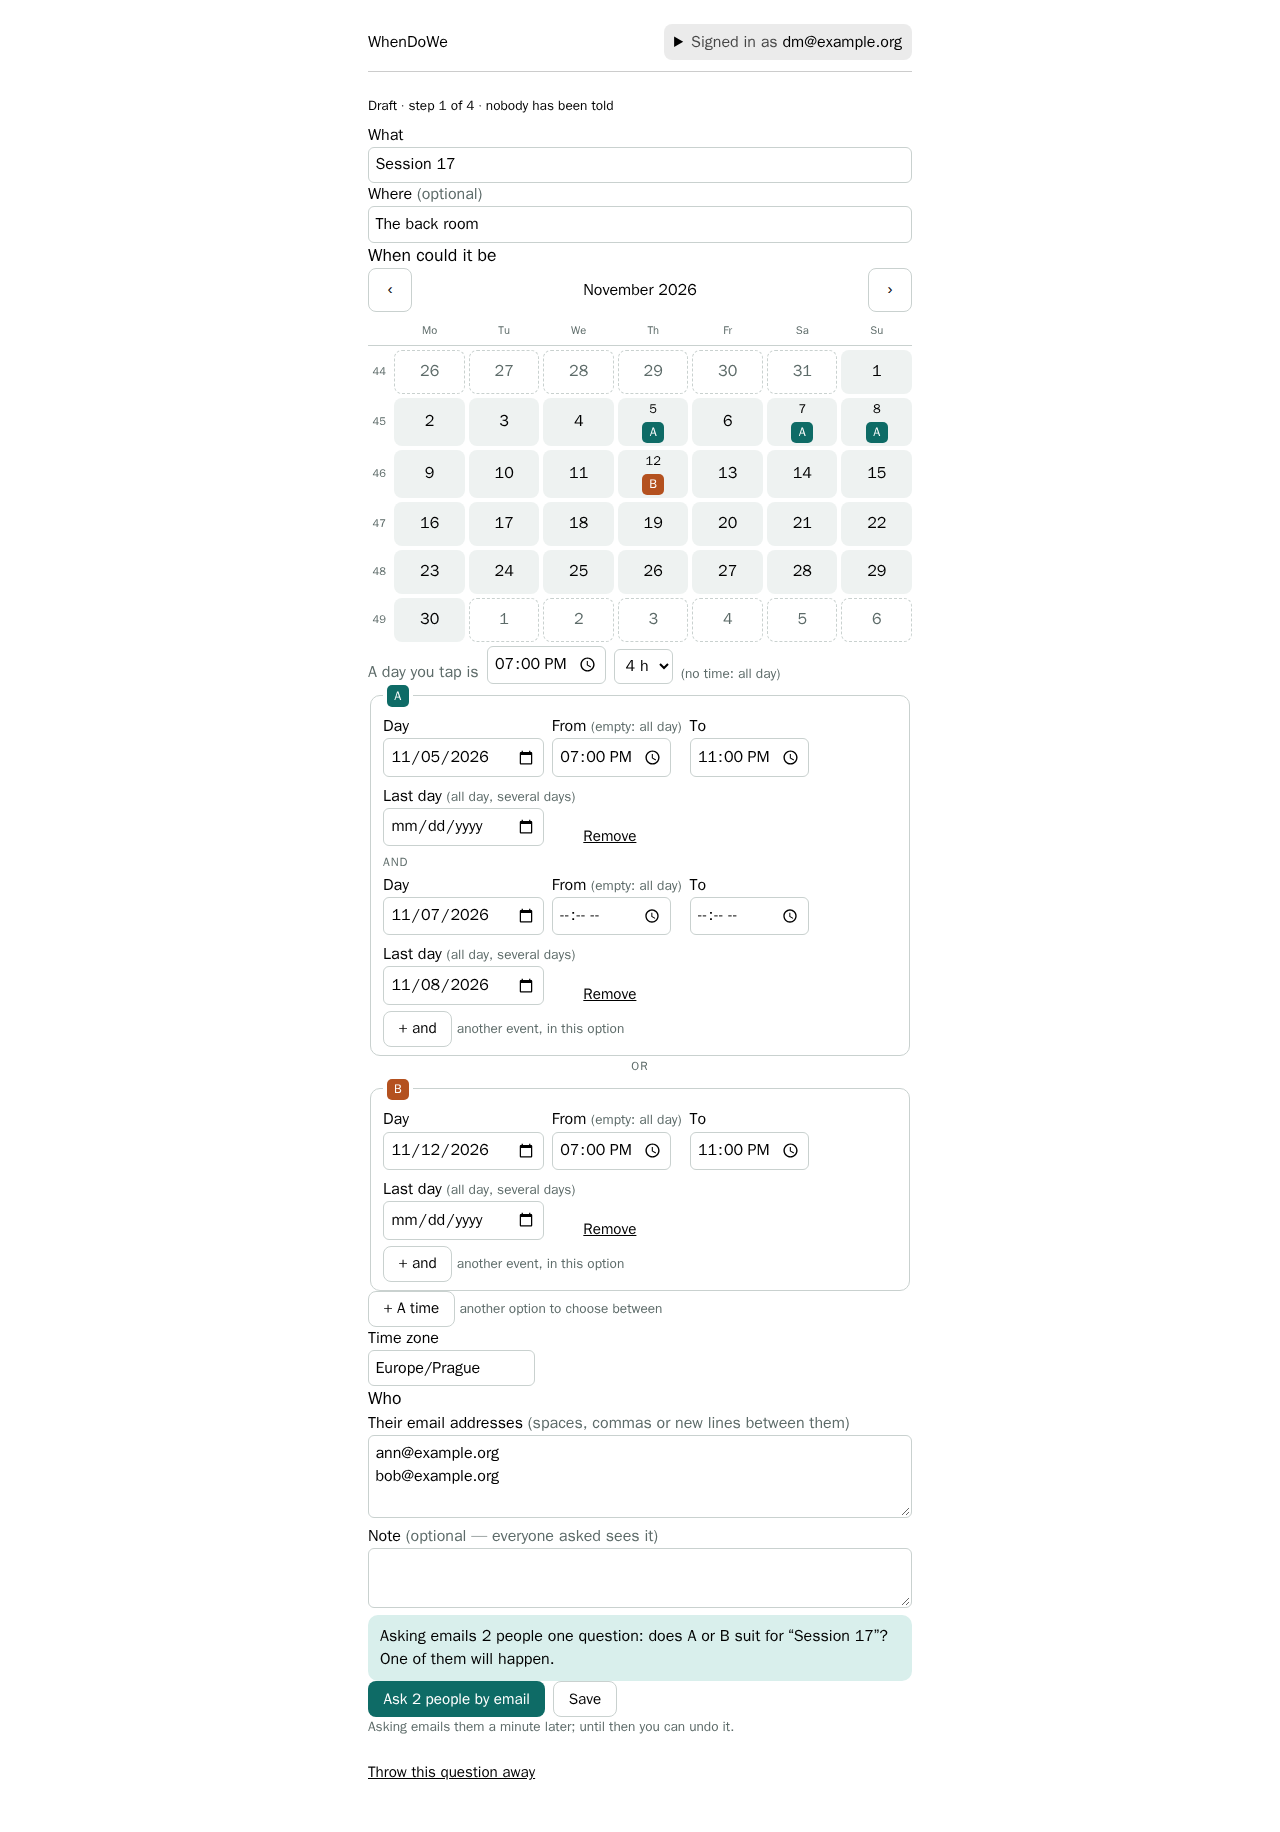 WhenDoWe
Signed in as dm@example.org
Draft · step 1 of 4 · nobody has been told
What
Session 17
Where (optional)
The back room
When could it be
‹ November 2026 ›
Mo Tu We Th Fr Sa Su
44 26 27 28 29 30 31 1
45 2 3 4 5 A 6 7 A 8 A
46 9 10 11 12 B 13 14 15
47 16 17 18 19 20 21 22
48 23 24 25 26 27 28 29
49 30 1 2 3 4 5 6
A day you tap is 07:00 PM 4 h (no time: all day)
A
Day From (empty: all day) To
11/05/2026 07:00 PM 11:00 PM
Last day (all day, several days)
mm/dd/yyyy Remove
AND
Day From (empty: all day) To
11/07/2026 --:-- -- --:-- --
Last day (all day, several days)
11/08/2026 Remove
+ and another event, in this option
OR
B
Day From (empty: all day) To
11/12/2026 07:00 PM 11:00 PM
Last day (all day, several days)
mm/dd/yyyy Remove
+ and another event, in this option
+ A time another option to choose between
Time zone
Europe/Prague
Who
Their email addresses (spaces, commas or new lines between them)
ann@example.org
bob@example.org
Note (optional — everyone asked sees it)
Asking emails 2 people one question: does A or B suit for “Session 17”?
One of them will happen.
Ask 2 people by email Save
Asking emails them a minute later; until then you can undo it.
Throw this question away